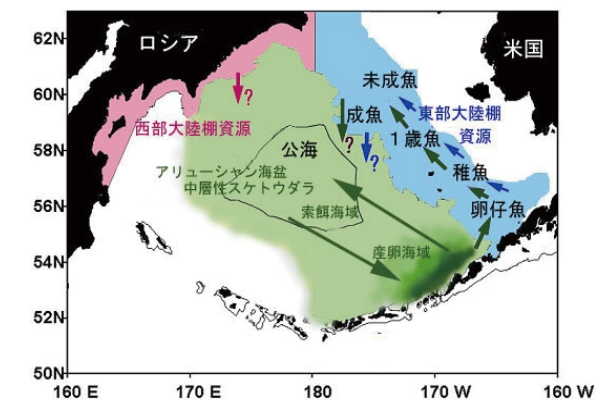 62N
60N
58N
56N
54N
52N
50N
160 E
170 E
180
170 W
160 W
ロシア
米国
未成魚
?
成魚
東部大陸棚
資源
西部大陸棚資源
１歳魚
公海
?
?
アリューシャン海盆
中層性スケトウダラ
稚魚
索餌海域
卵仔魚
産卵海域